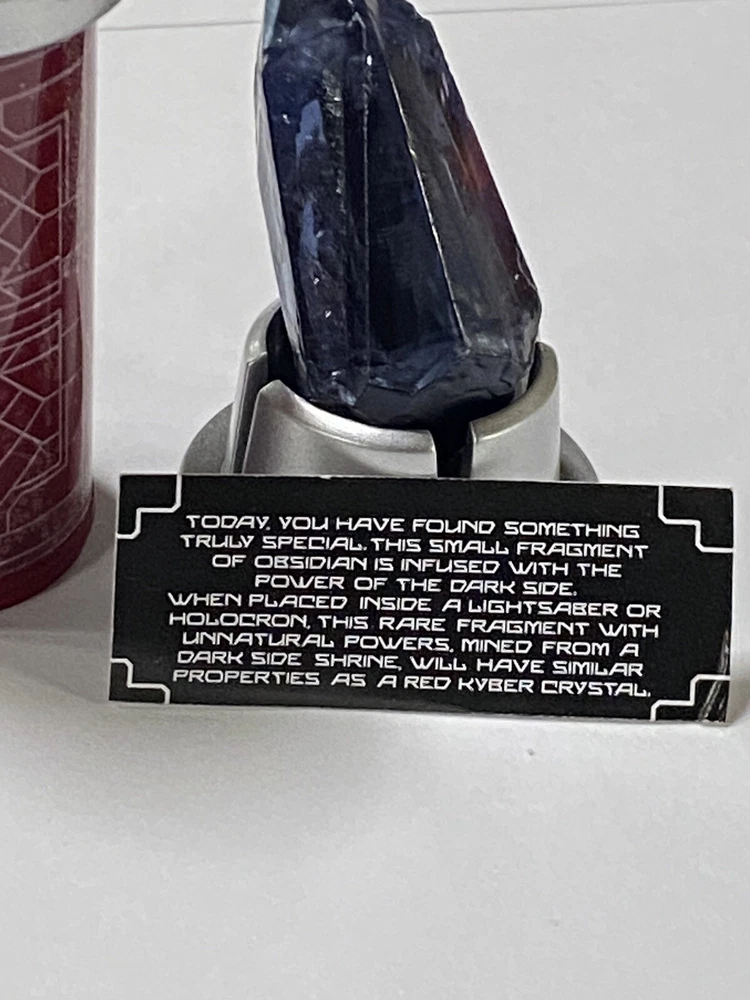 TODAY, YOU HAVE FOUND SOMETHING
TRULY SPECIAL. THIS SMALL FRAGMENT
OF OBSIDIAN IS INFUSED WITH THE
POWER OF THE DARK SIDE.
WHEN PLACED INSIDE A LIGHTSABER OR
HOLOCRON, THIS RARE FRAGMENT WITH
UNNATURAL POWERS, MINED FROM A
DARK SIDE SHRINE, WILL HAVE SIMILAR
PROPERTIES AS A RED KYBER CRYSTAL.